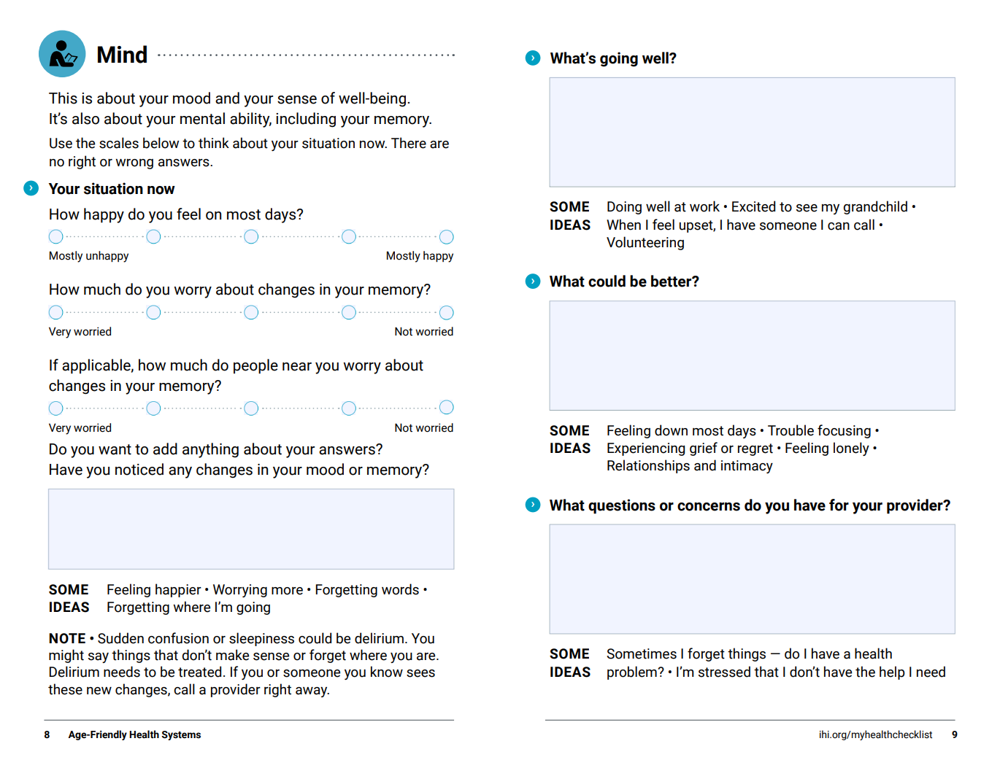 Mind
This is about your mood and your sense of well-being.
It’s also about your mental ability, including your memory.
Use the scales below to think about your situation now. There are
no right or wrong answers.
Your situation now
How happy do you feel on most days?
Mostly unhappy Mostly happy
How much do you worry about changes in your memory?
Very worried Not worried
If applicable, how much do people near you worry about
changes in your memory?
Very worried Not worried
Do you want to add anything about your answers?
Have you noticed any changes in your mood or memory?
SOME Feeling happier • Worrying more • Forgetting words •
IDEAS Forgetting where I’m going
NOTE • Sudden confusion or sleepiness could be delirium. You
might say things that don’t make sense or forget where you are.
Delirium needs to be treated. If you or someone you know sees
these new changes, call a provider right away.
8 Age-Friendly Health Systems
What’s going well?
SOME Doing well at work • Excited to see my grandchild •
IDEAS When I feel upset, I have someone I can call •
Volunteering
What could be better?
SOME Feeling down most days • Trouble focusing •
IDEAS Experiencing grief or regret • Feeling lonely •
Relationships and intimacy
What questions or concerns do you have for your provider?
SOME Sometimes I forget things — do I have a health
IDEAS problem? • I’m stressed that I don’t have the help I need
ihi.org/myhealthchecklist 9